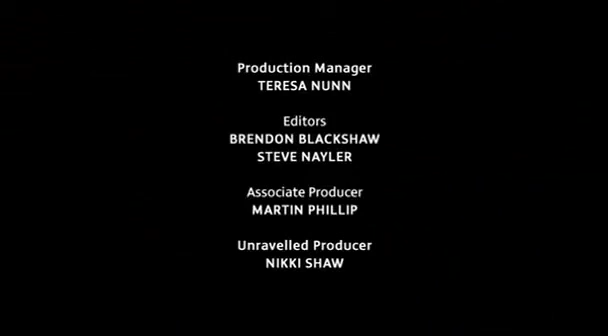 Production Manager
TERESA NUNN
Editors
BRENDON BLACKSHAW
STEVE NAYLER
Associate Producer
MARTIN PHILLIP
Unravelled Producer
NIKKI SHAW